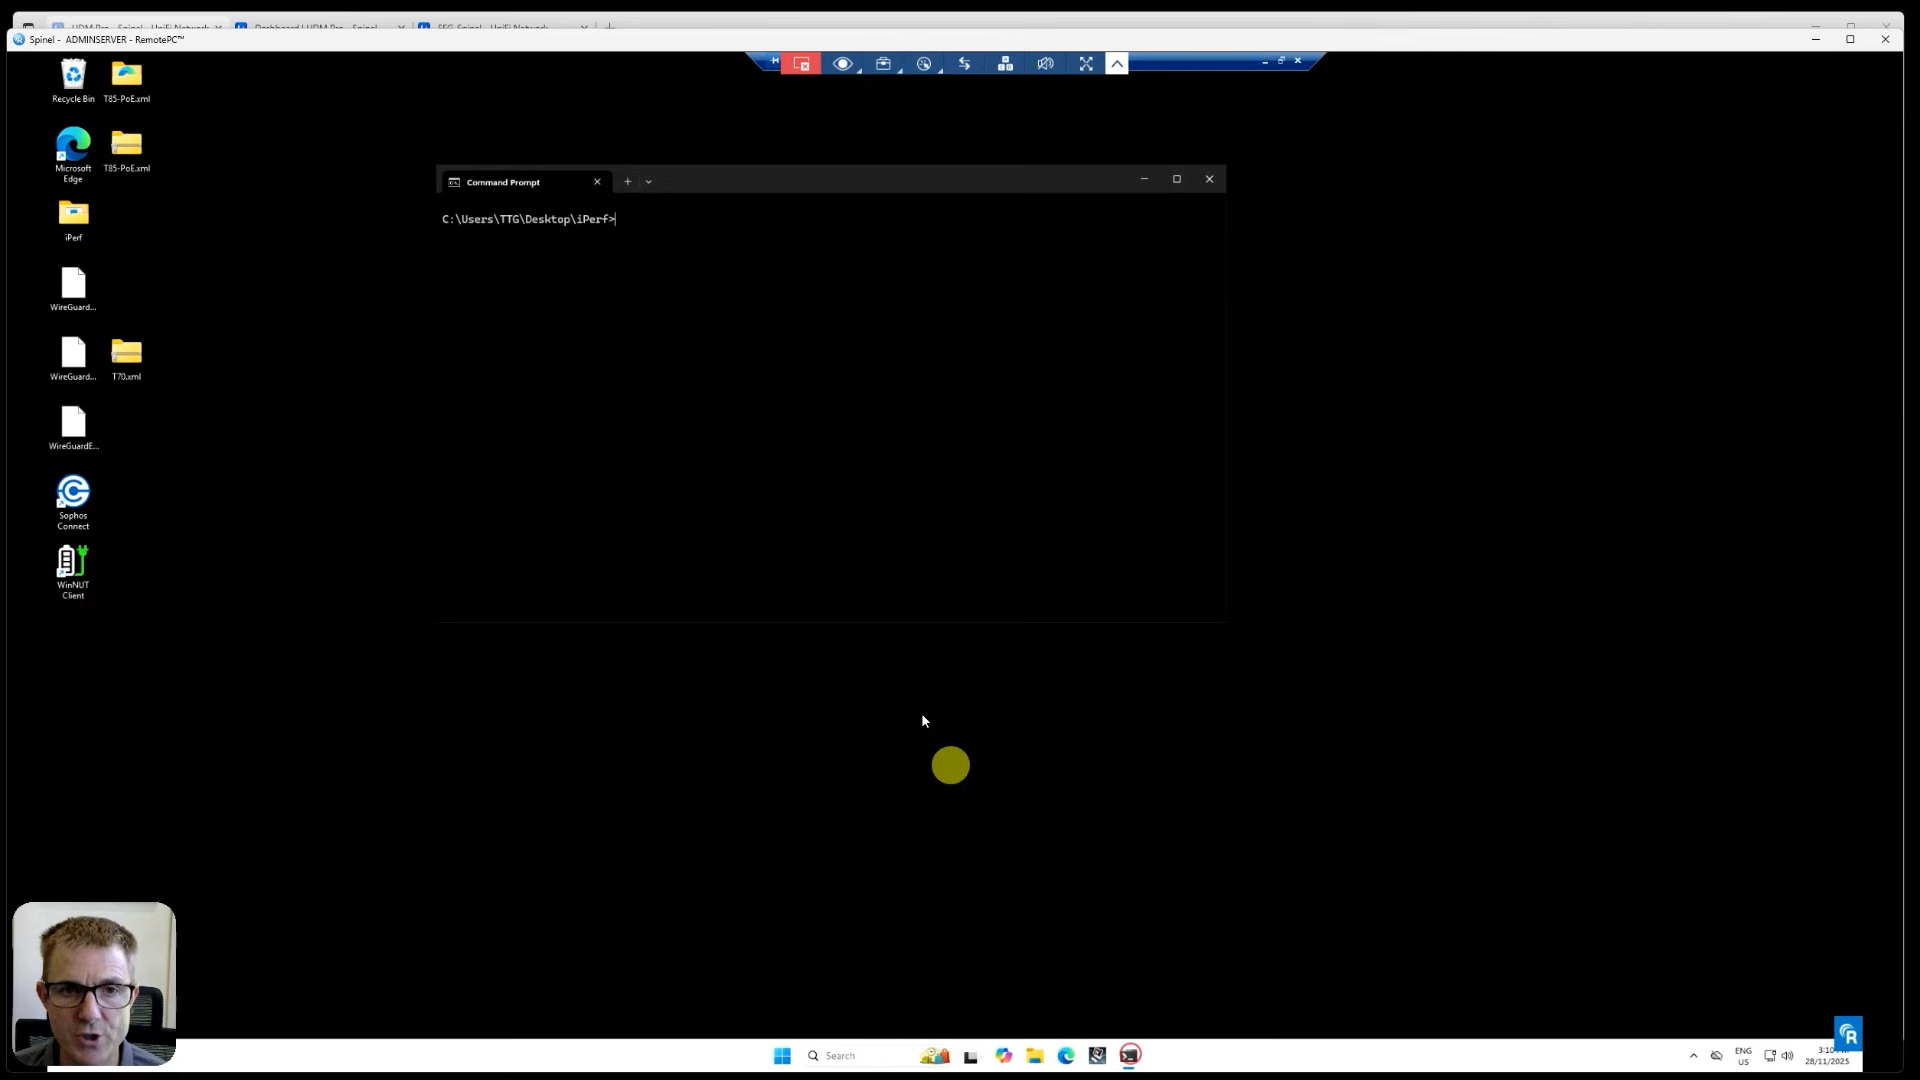 Spinel - ADMINSERVER - RemotePC™
Recycle Bin
T85-PoE.xml
Microsoft
Edge
T85-PoE.xml
iPerf
WireGuard...
WireGuard...
T70.xml
WireGuardE...
Sophos
Connect
WinNUT
Client
Command Prompt
C:\Users\TTG\Desktop\iPerf>
Search
ENG
US
28/11/2025